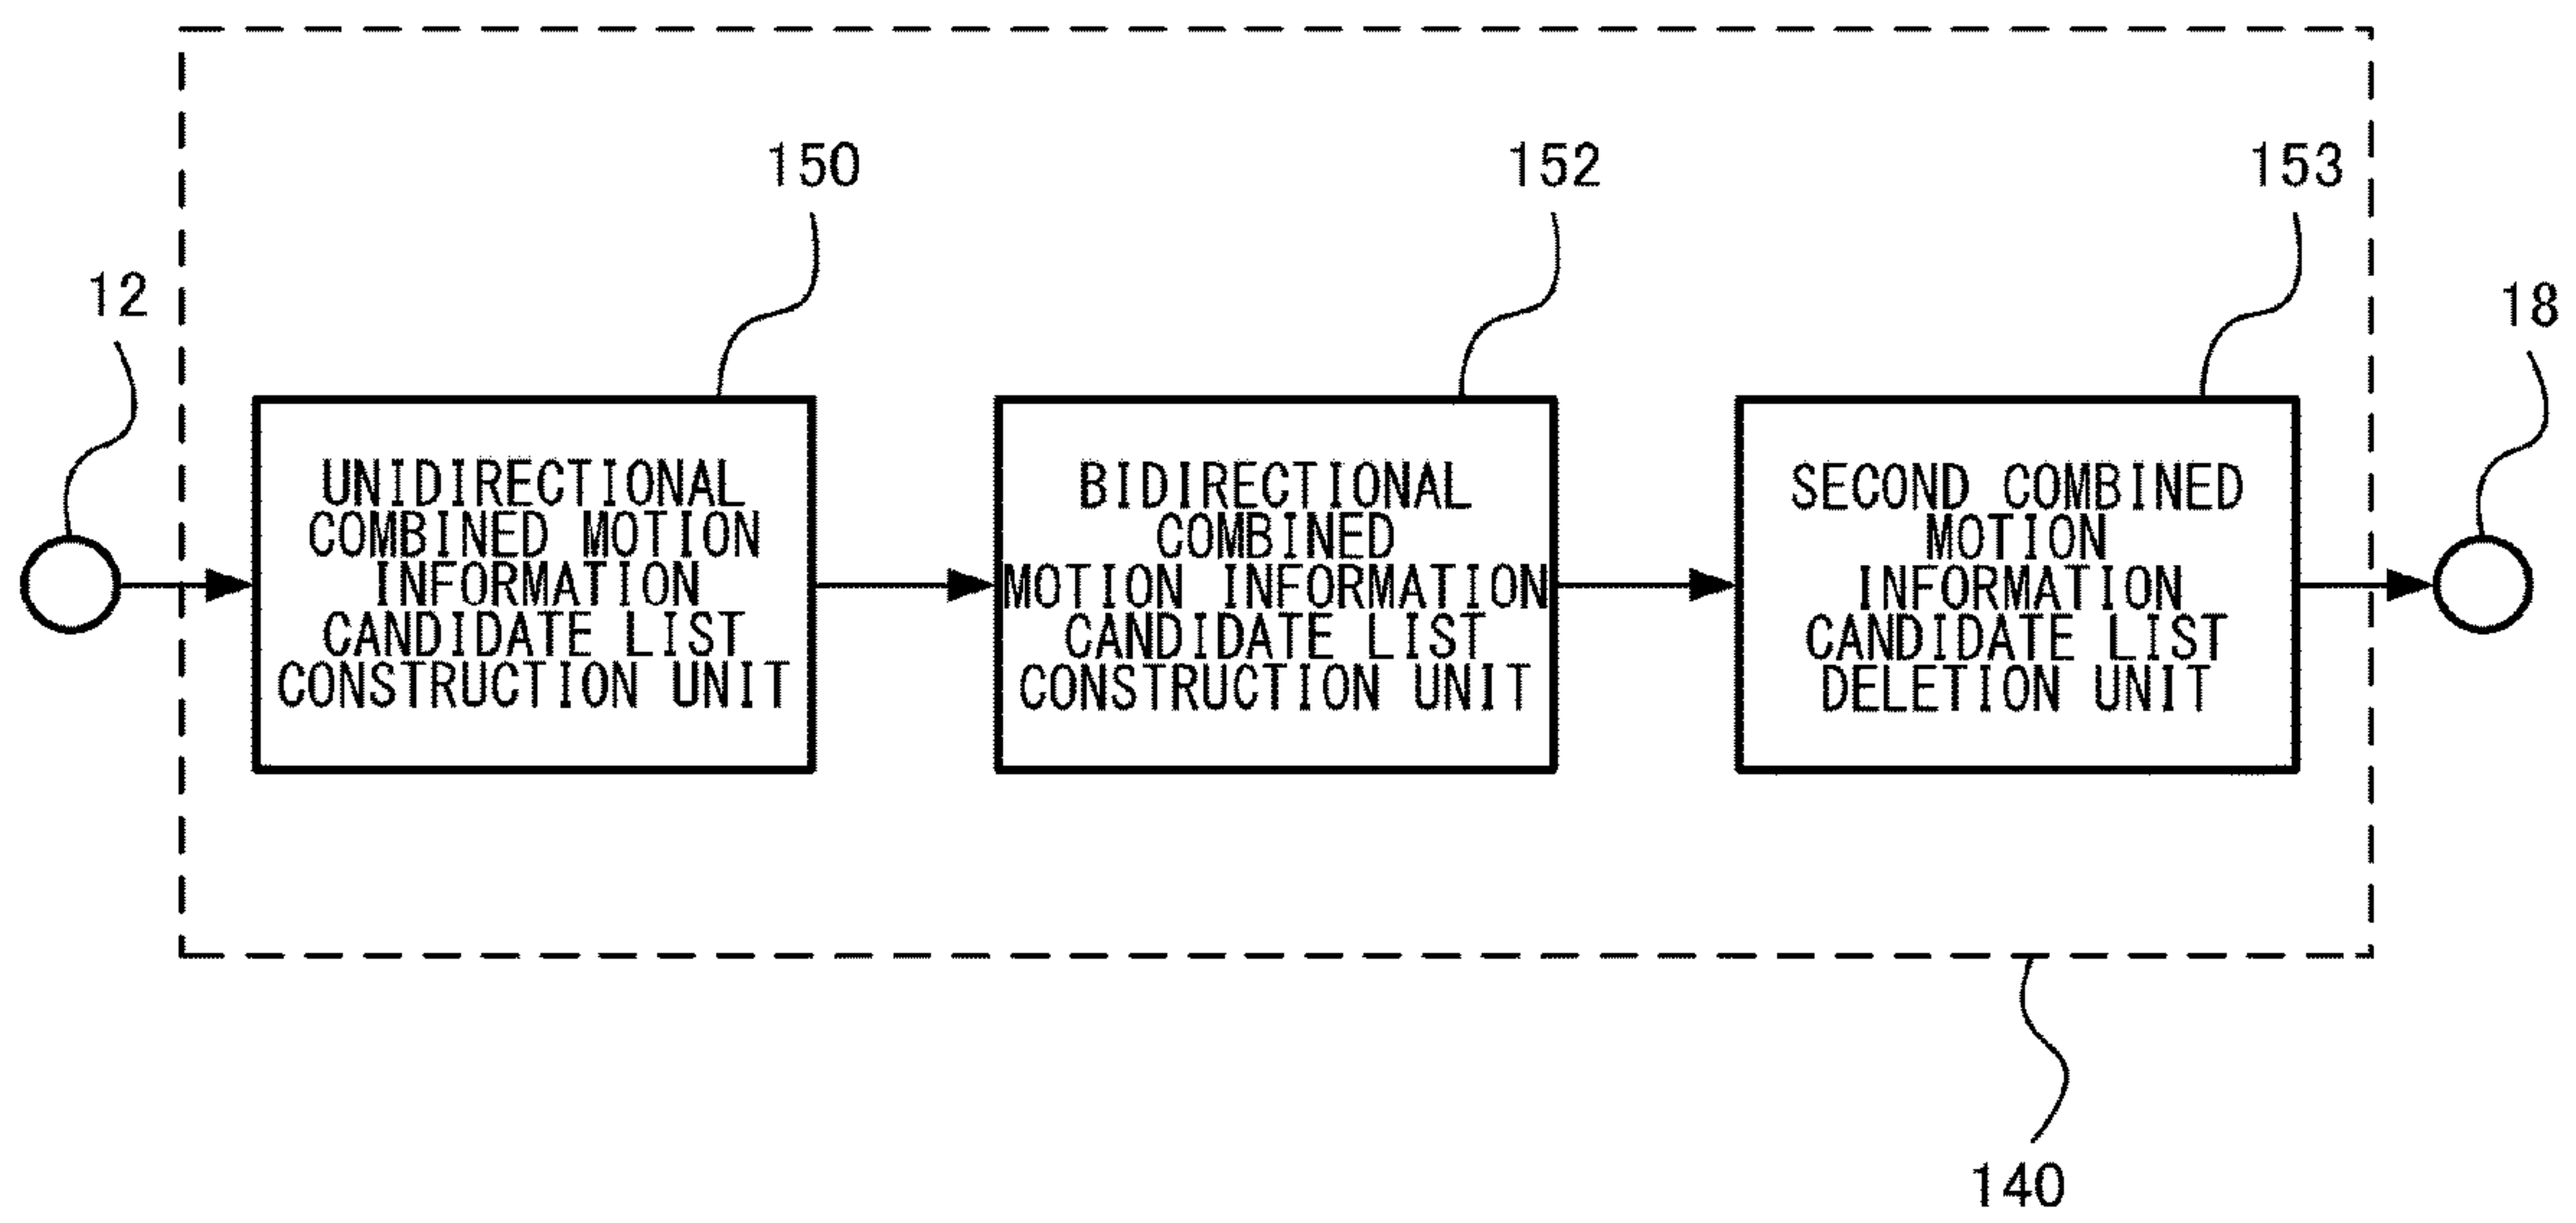 150
152
153
12
18
UNIDIRECTIONAL
COMBINED MOTION
INFORMATION
CANDIDATE LIST
CONSTRUCTION UNIT
BIDIRECTIONAL
COMBINED
MOTION INFORMATION
CANDIDATE LIST
CONSTRUCTION UNIT
SECOND COMBINED
MOTION
INFORMATION
CANDIDATE LIST
DELETION UNIT
140